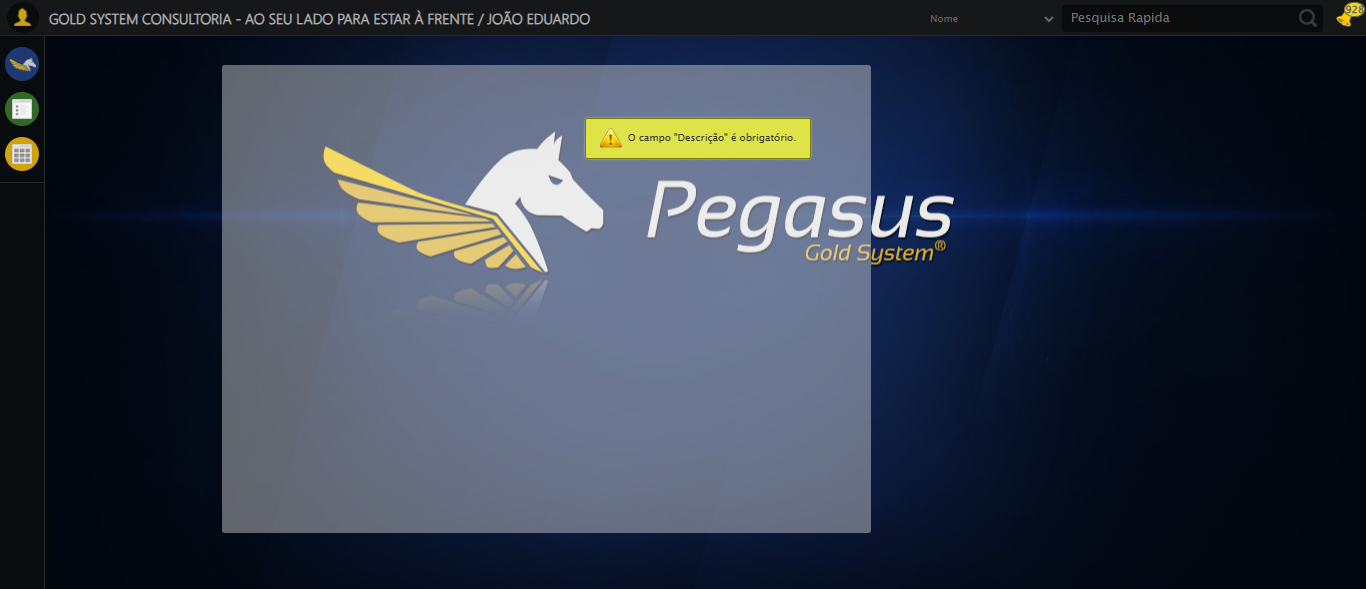 GOLD SYSTEM CONSULTORIA - AO SEU LADO PARA ESTAR À FRENTE / JOÃO EDUARDO
Nome
Pesquisa Rapida
928
O campo "Descrição" é obrigatório.
Pegasus
Gold System®